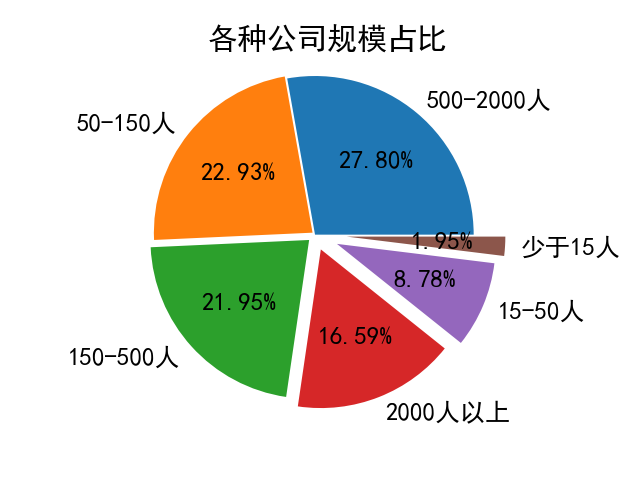 各种公司规模占比
500-2000人
27.80%
50-150人
22.93%
150-500人
21.95%
2000人以上
16.59%
15-50人
8.78%
少于15人
1.95%